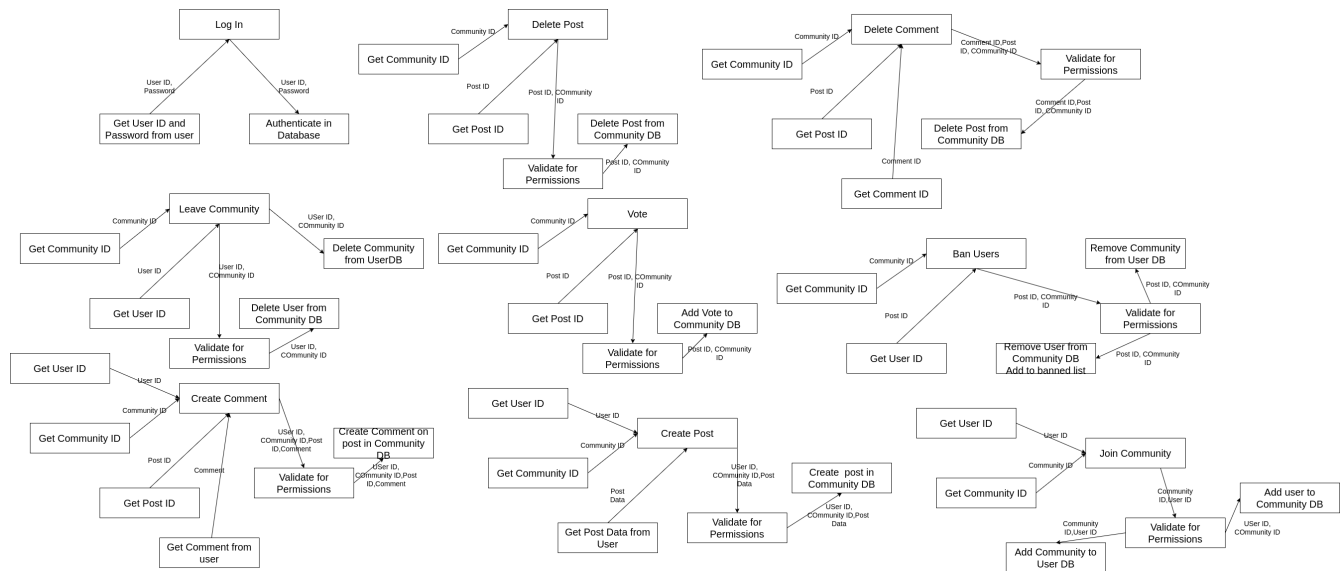 Log In
User ID,
Password
User ID,
Password
Get User ID and
Password from user
Authenticate in
Database
Delete Post
Community ID
Get Community ID
Post ID
Post ID, COmmunity
ID
Get Post ID
Delete Post from
Community DB
Post ID, COmmunity
ID
Validate for
Permissions
Delete Comment
Community ID
Get Community ID
Comment ID,Post
ID, COmmunity ID
Validate for
Permissions
Post ID
Comment ID,Post
ID, COmmunity ID
Get Post ID
Delete Post from
Community DB
Comment ID
Get Comment ID
Leave Community
Community ID
Get Community ID
USer ID,
COmmunity ID
Delete Community
from UserDB
User ID
User ID,
COmmunity ID
Get User ID
Delete User from
Community DB
Validate for
Permissions
User ID,
COmmunity ID
Vote
Community ID
Get Community ID
Post ID
Post ID, COmmunity
ID
Get Post ID
Add Vote to
Community DB
Validate for
Permissions
Post ID, COmmunity
ID
Ban Users
Community ID
Get Community ID
Remove Community
from User DB
Post ID, COmmunity
ID
Post ID, COmmunity
ID
Post ID
Validate for
Permissions
Get User ID
Remove User from
Community DB
Add to banned list
Post ID, COmmunity
ID
Get User ID
User ID
Create Comment
Community ID
Get Community ID
Post ID
Comment
USer ID,
COmmunity ID,Post
ID,Comment
Create Comment on
post in Community
DB
Validate for
Permissions
USer ID,
COmmunity ID,Post
ID,Comment
Get Post ID
Get Comment from
user
Get User ID
User ID
Create Post
Community ID
Get Community ID
USer ID,
COmmunity ID,Post
Data
Post
Data
Create post in
Community DB
USer ID,
COmmunity ID,Post
Data
Validate for
Permissions
Get Post Data from
User
Get User ID
User ID
Join Community
Community ID
Get Community ID
Community
ID,User ID
Add user to
Community DB
Validate for
Permissions
USer ID,
COmmunity ID
Community
ID,User ID
Add Community to
User DB